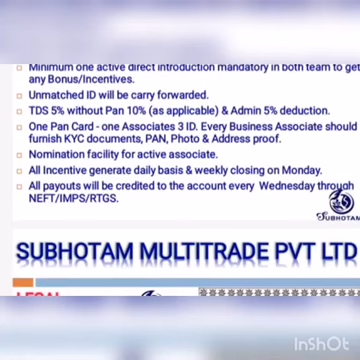 Minimum one active direct introduction mandatory in both team to get
any Bonus/Incentives.
Unmatched ID will be carry forwarded.
TDS 5% without Pan 10% (as applicable) & Admin 5% deduction.
One Pan Card - one Associates 3 ID. Every Business Associate should
furnish KYC documents, PAN, Photo & Address proof.
Nomination facility for active associate.
All Incentive generate daily basis & weekly closing on Monday.
All payouts will be credited to the account every Wednesday through
NEFT/IMPS/RTGS.
SUBHOTAM
SUBHOTAM MULTITRADE PVT LTD
LEGAL
InShOt